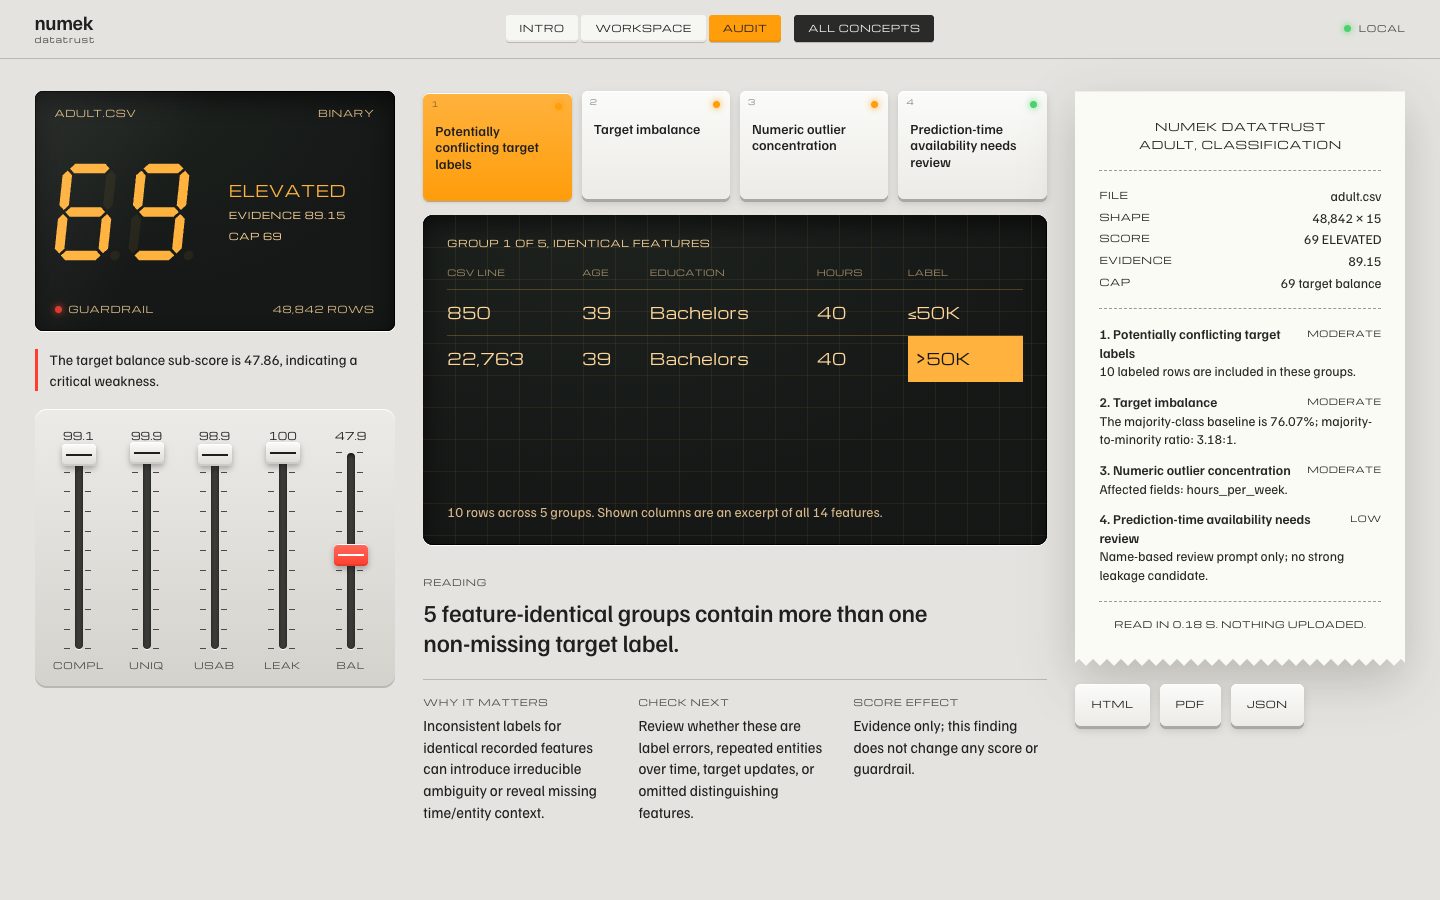 numek
datatrust
INTRO
WORKSPACE
AUDIT
ALL CONCEPTS
LOCAL
ADULT.CSV
BINARY
69
ELEVATED
EVIDENCE 89.15
CAP 69
GUARDRAIL
48,842 ROWS
The target balance sub-score is 47.86, indicating a
critical weakness.
99.1 99.9 98.9 100 47.9
COMPL UNIQ USAB LEAK BAL
1
Potentially
conflicting target
labels
2
Target imbalance
3
Numeric outlier
concentration
4
Prediction-time
availability needs
review
GROUP 1 OF 5, IDENTICAL FEATURES
CSV LINE AGE EDUCATION HOURS LABEL
850 39 Bachelors 40 ≤50K
22,763 39 Bachelors 40 >50K
10 rows across 5 groups. Shown columns are an excerpt of all 14 features.
READING
5 feature-identical groups contain more than one
non-missing target label.
WHY IT MATTERS
Inconsistent labels for
identical recorded features
can introduce irreducible
ambiguity or reveal missing
time/entity context.
CHECK NEXT
Review whether these are
label errors, repeated entities
over time, target updates, or
omitted distinguishing
features.
SCORE EFFECT
Evidence only; this finding
does not change any score or
guardrail.
NUMEK DATATRUST
ADULT, CLASSIFICATION
FILE adult.csv
SHAPE 48,842 × 15
SCORE 69 ELEVATED
EVIDENCE 89.15
CAP 69 target balance
1. Potentially conflicting target MODERATE
labels
10 labeled rows are included in these groups.
2. Target imbalance MODERATE
The majority-class baseline is 76.07%; majority-
to-minority ratio: 3.18:1.
3. Numeric outlier concentration MODERATE
Affected fields: hours_per_week.
4. Prediction-time availability needs LOW
review
Name-based review prompt only; no strong
leakage candidate.
READ IN 0.18 S. NOTHING UPLOADED.
HTML
PDF
JSON